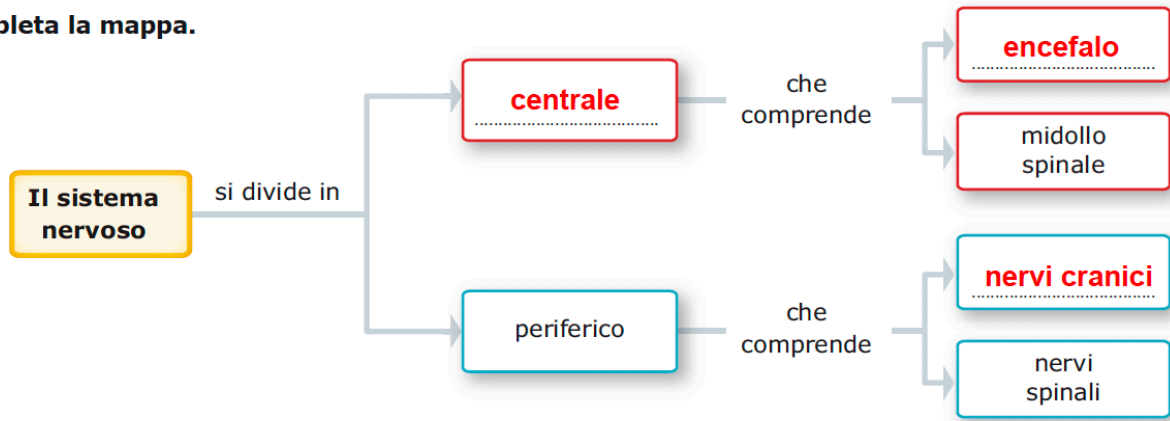 pleta la mappa.
encefalo
centrale
che
comprende
midollo
spinale
Il sistema
nervoso
si divide in
nervi cranici
periferico
che
comprende
nervi
spinali